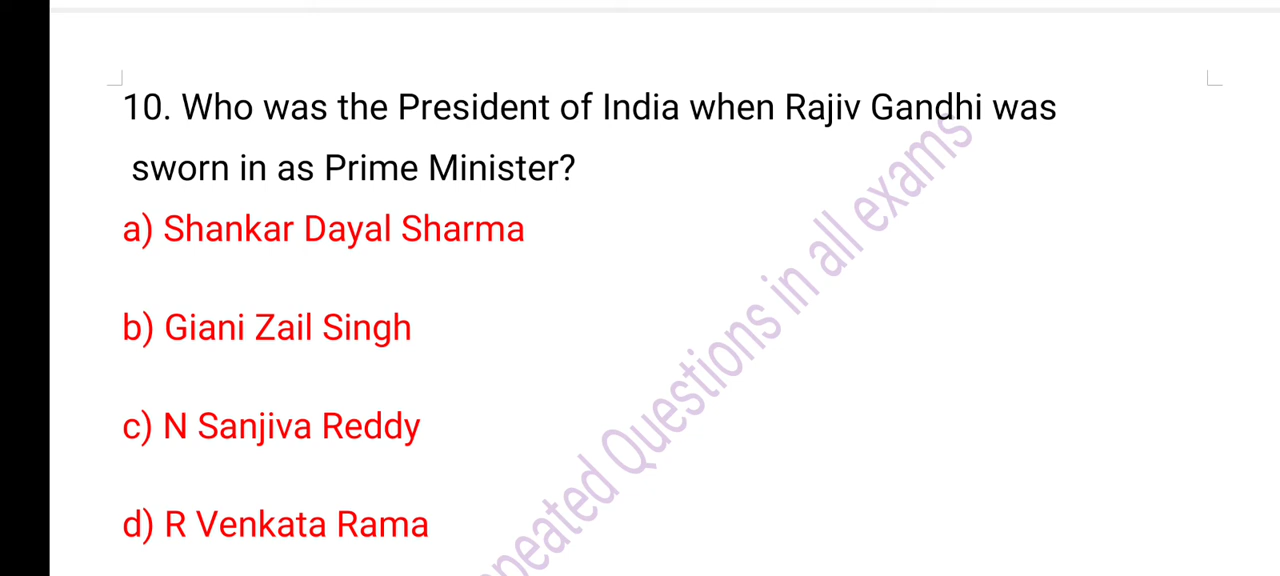 10. Who was the President of India when Rajiv Gandhi was
sworn in as Prime Minister?
a) Shankar Dayal Sharma
b) Giani Zail Singh
c) N Sanjiva Reddy
d) R Venkata Rama
peated Questions in all exams